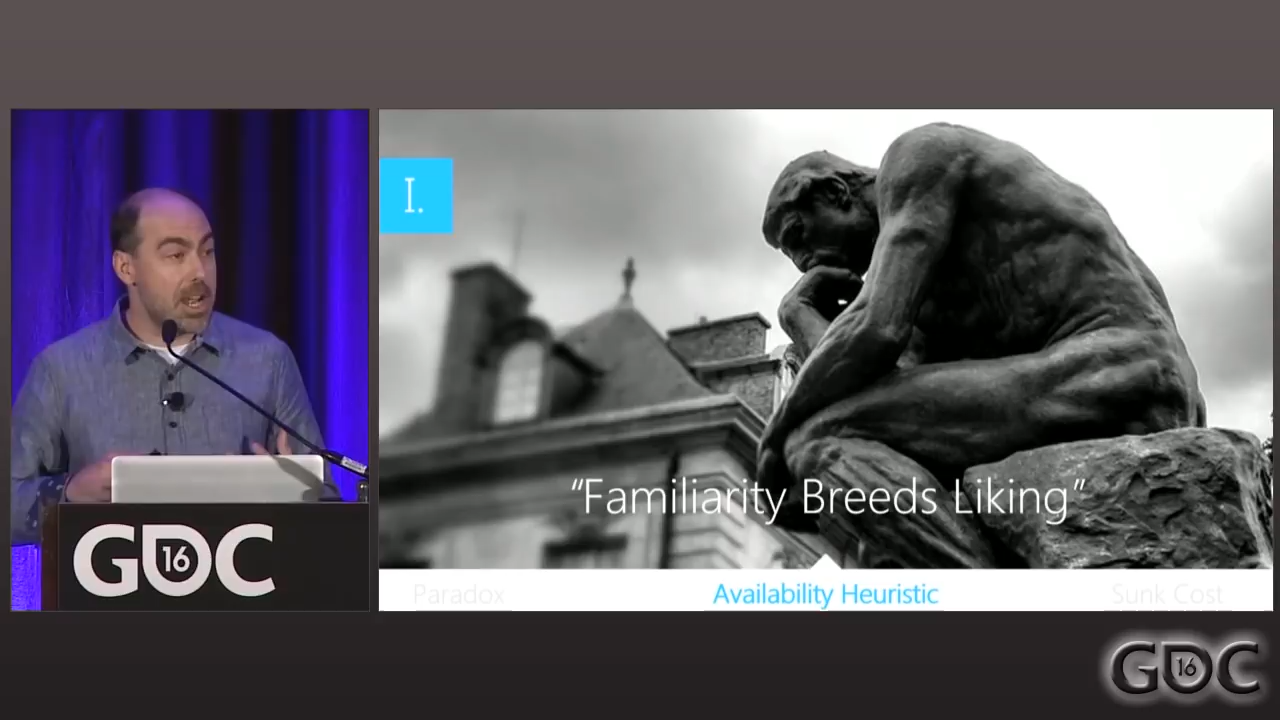 I.
“Familiarity Breeds Liking”
Paradox
Availability Heuristic
Sunk Cost
GDC 16
GDC 16